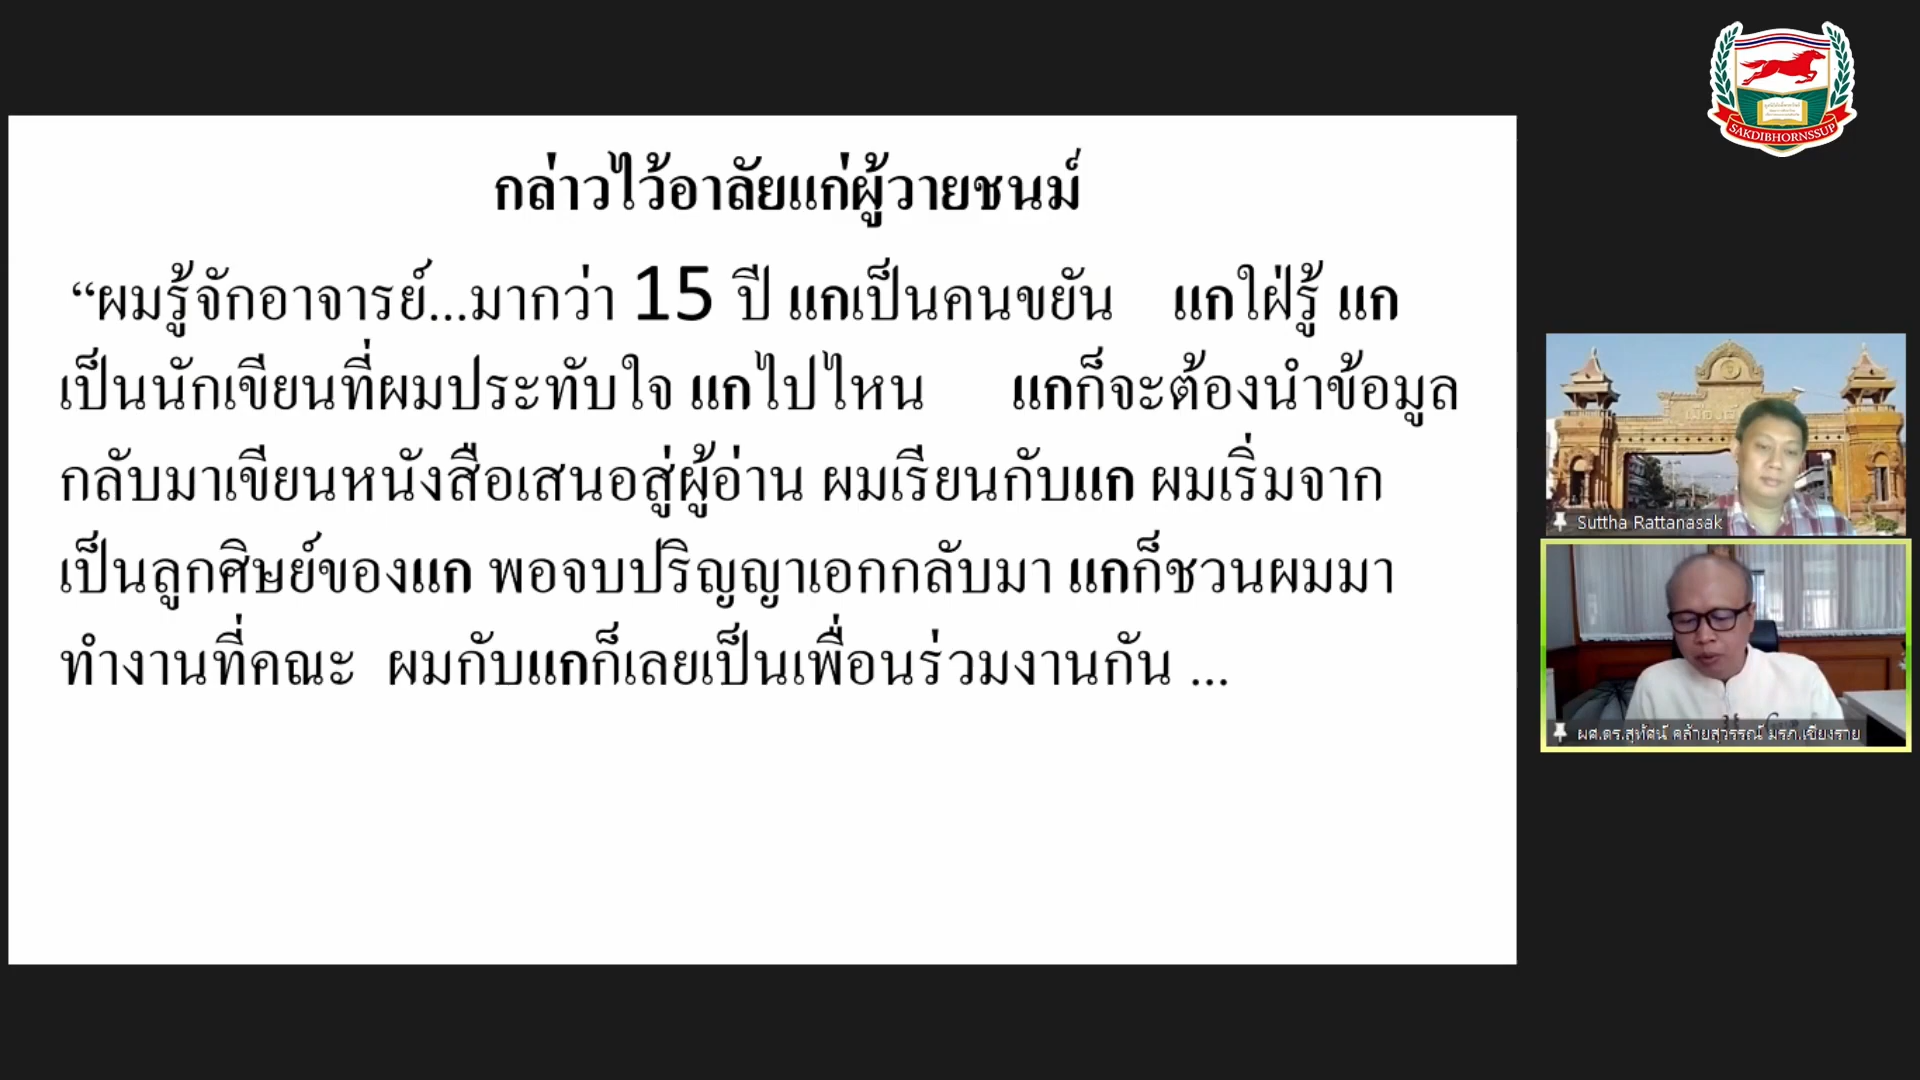 SAKDIBHORNSSUP
กล่าวไว้อาลัยแก่ผู้วายชนม์
“ผมรู้จักอาจารย์...มากว่า 15 ปี แกเป็นคนขยัน แกใฝ่รู้ แก
เป็นนักเขียนที่ผมประทับใจ แกไปไหน แกก็จะต้องนำข้อมูล
กลับมาเขียนหนังสือเสนอสู่ผู้อ่าน ผมเรียนกับแก ผมเริ่มจาก
เป็นลูกศิษย์ของแก พอจบปริญญาเอกกลับมา แกก็ชวนผมมา
ทำงานที่คณะ ผมกับแกก็เลยเป็นเพื่อนร่วมงานกัน ...
Suttha Rattanasak
ผศ.ดร.สุทัศน์ คล้ายสุวรรณ์ มรภ.เชียงราย